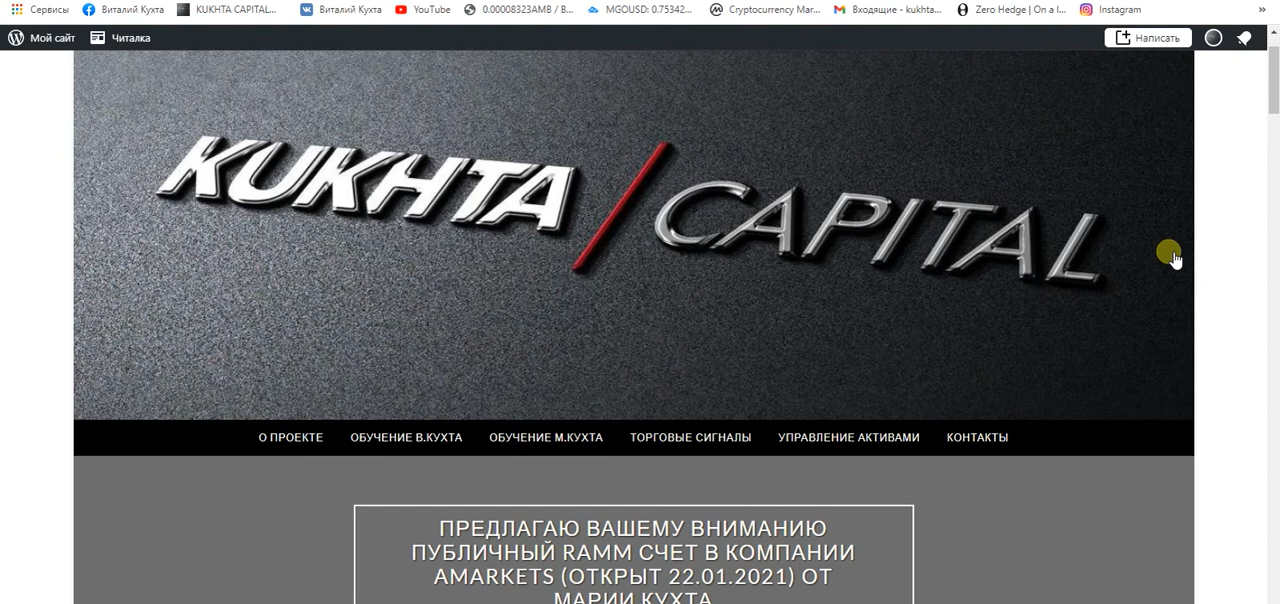 Сервисы Виталий Кухта KUKHTA CAPITAL... Виталий Кухта YouTube 0.00008323AMB / B... MGOUSD: 0.75342... Cryptocurrency Mar... Входящие - kukhta... Zero Hedge | On a l... Instagram »
Мой сайт Читалка Написать
KUKHTA / CAPITAL
О ПРОЕКТЕ ОБУЧЕНИЕ В.КУХТА ОБУЧЕНИЕ М.КУХТА ТОРГОВЫЕ СИГНАЛЫ УПРАВЛЕНИЕ АКТИВАМИ КОНТАКТЫ
ПРЕДЛАГАЮ ВАШЕМУ ВНИМАНИЮ
ПУБЛИЧНЫЙ RAMM СЧЕТ В КОМПАНИИ
AMARKETS (ОТКРЫТ 22.01.2021) ОТ
МАРИИ КУХТА